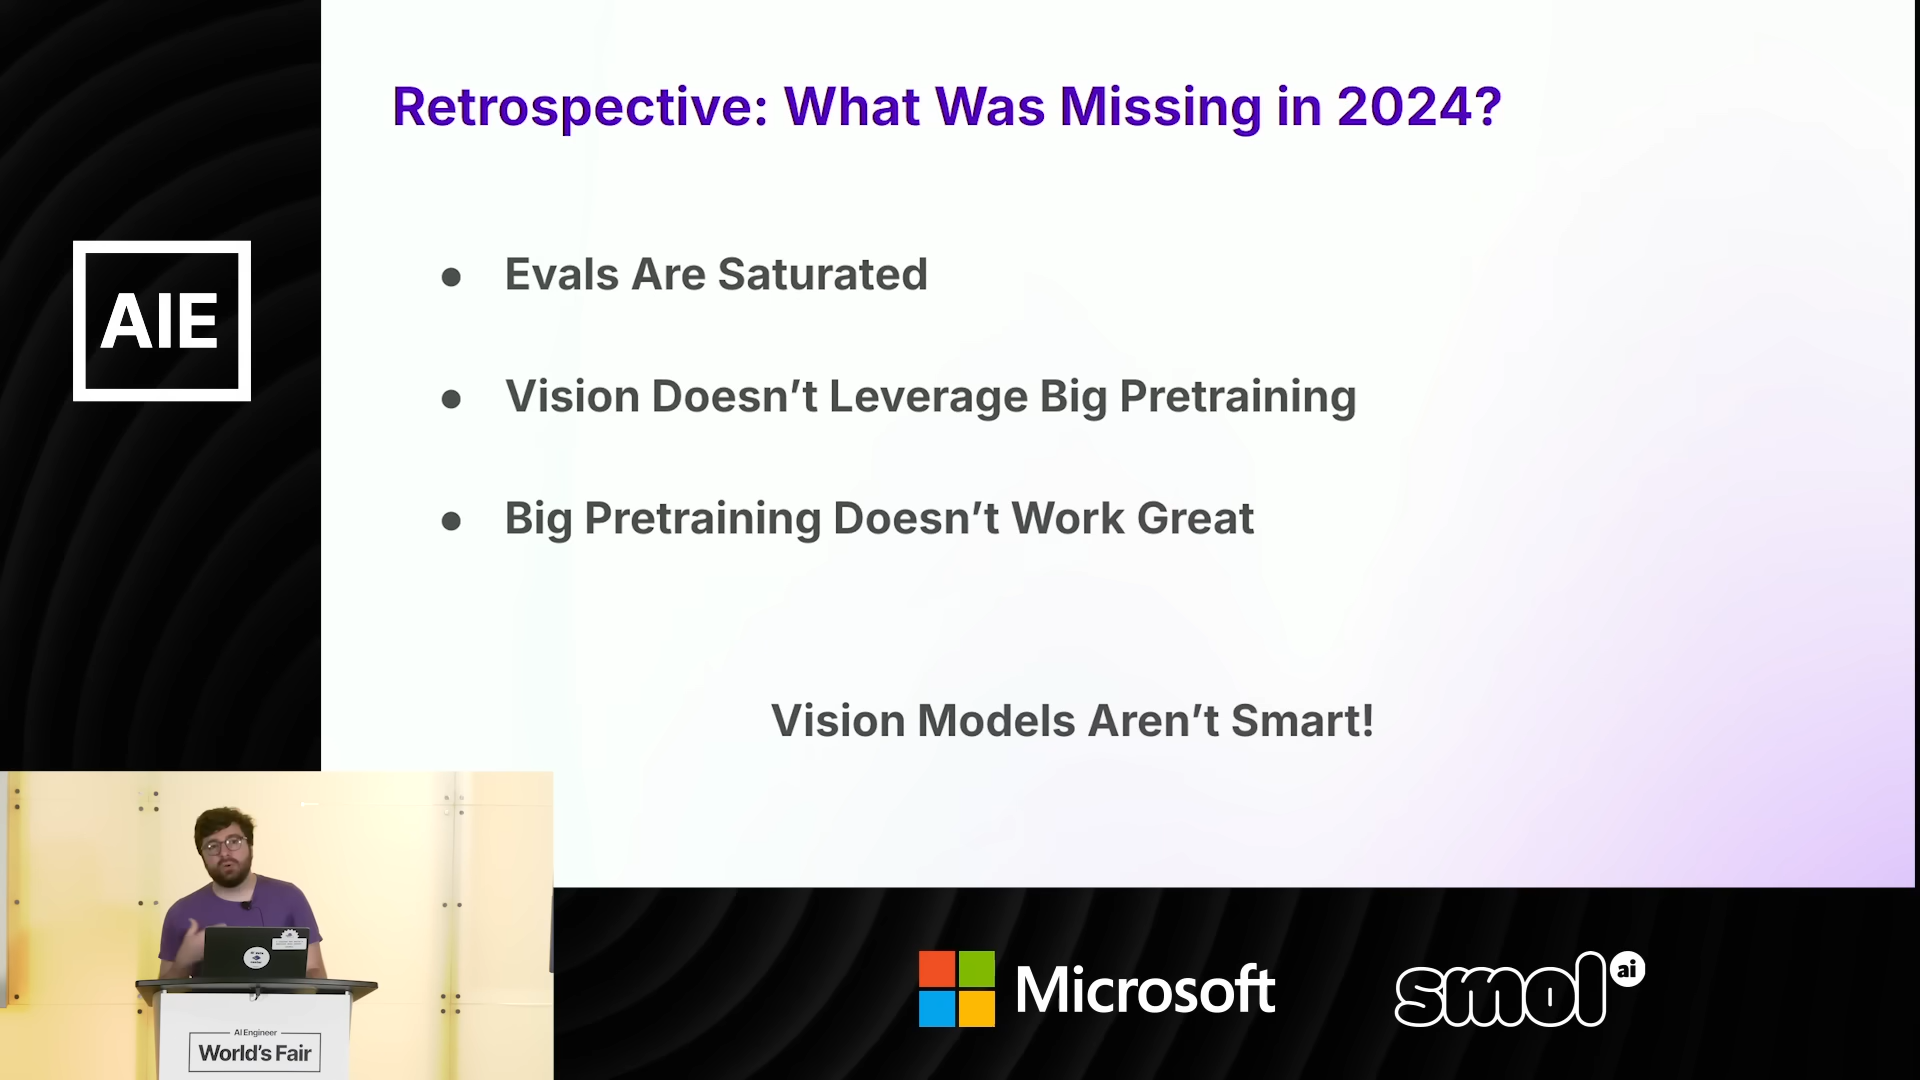 Retrospective: What Was Missing in 2024?
● Evals Are Saturated
● Vision Doesn’t Leverage Big Pretraining
● Big Pretraining Doesn’t Work Great
Vision Models Aren’t Smart!
AIE
AI Engineer
World's Fair
Microsoft
smol ai